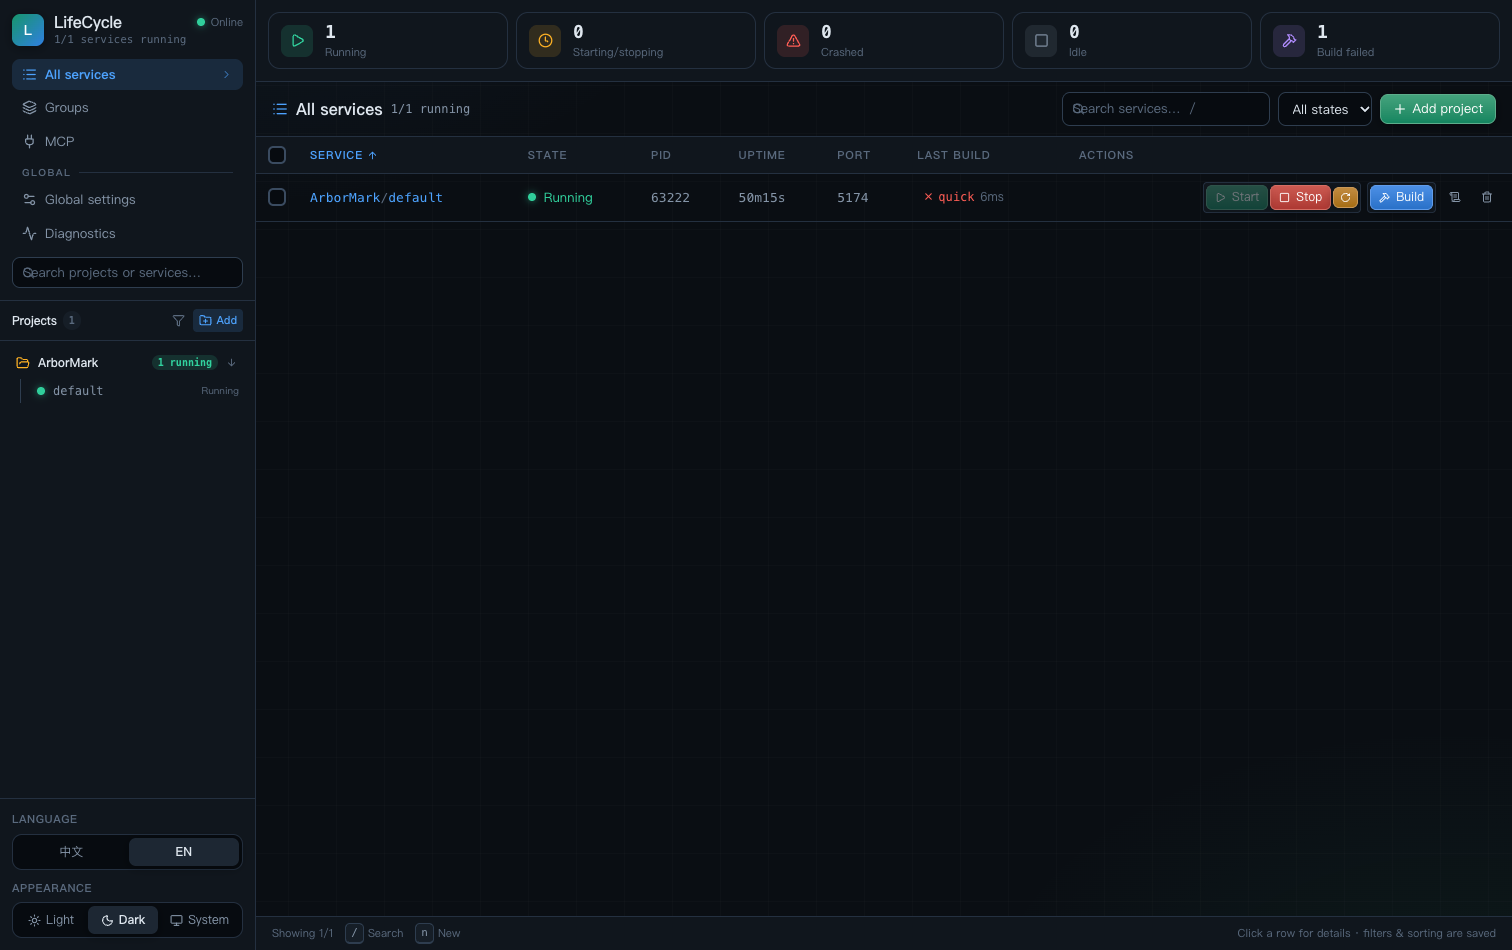 L
LifeCycle
Online
1/1 services running
All services
Groups
MCP
GLOBAL
Global settings
Diagnostics
Search projects or services...
Projects 1
Add
ArborMark
1 running
default
Running
LANGUAGE
中文
EN
APPEARANCE
Light
Dark
System
1
Running
0
Starting/stopping
0
Crashed
0
Idle
1
Build failed
All services 1/1 running
Search services... /
All states
Add project
SERVICE ↑ STATE PID UPTIME PORT LAST BUILD ACTIONS
ArborMark/default Running 63222 50m15s 5174 × quick 6ms Start Stop Build
Showing 1/1 / Search n New
Click a row for details · filters & sorting are saved